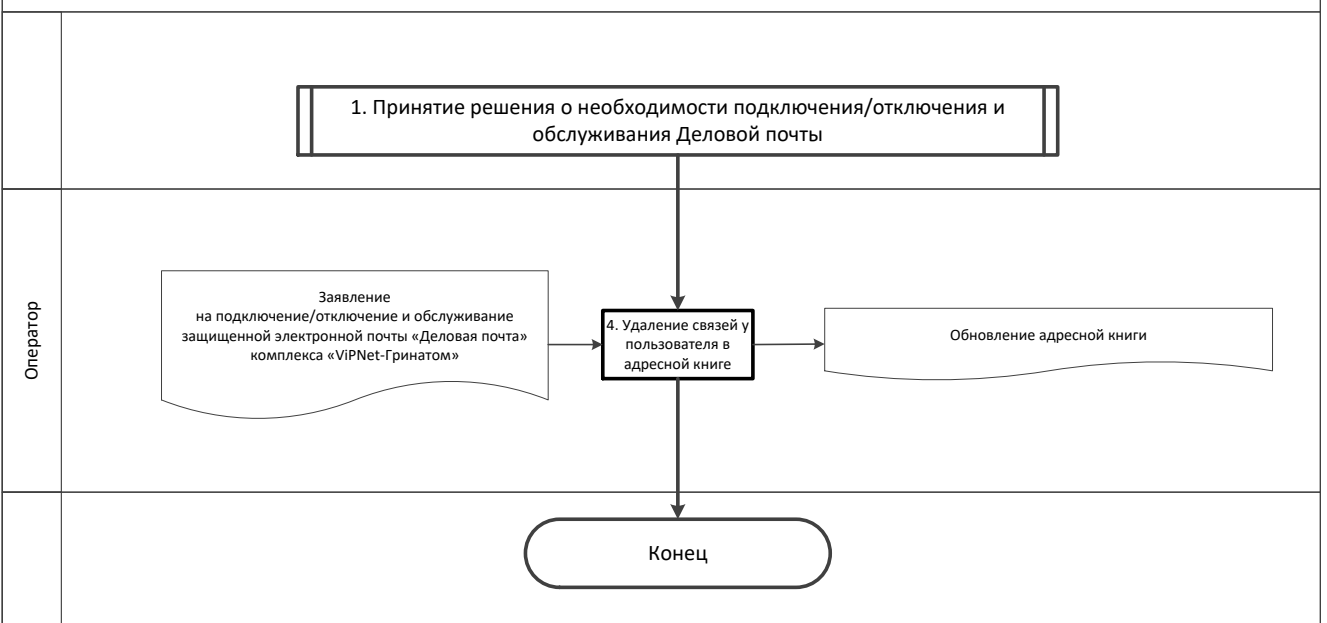 1. Принятие решения о необходимости подключения/отключения и
обслуживания Деловой почты
Оператор
Заявление
на подключение/отключение и обслуживание
защищенной электронной почты «Деловая почта»
комплекса «ViPNet-Гринатом»
4. Удаление связей у
пользователя в
адресной книге
Обновление адресной книги
Конец